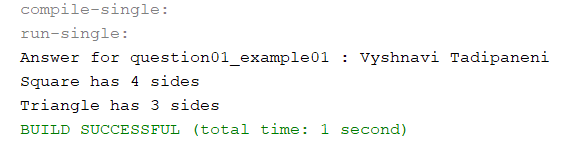 compile-single:
run-single:
Answer for question01_example01 : Vyshnavi Tadipaneni
Square has 4 sides
Triangle has 3 sides
BUILD SUCCESSFUL (total time: 1 second)